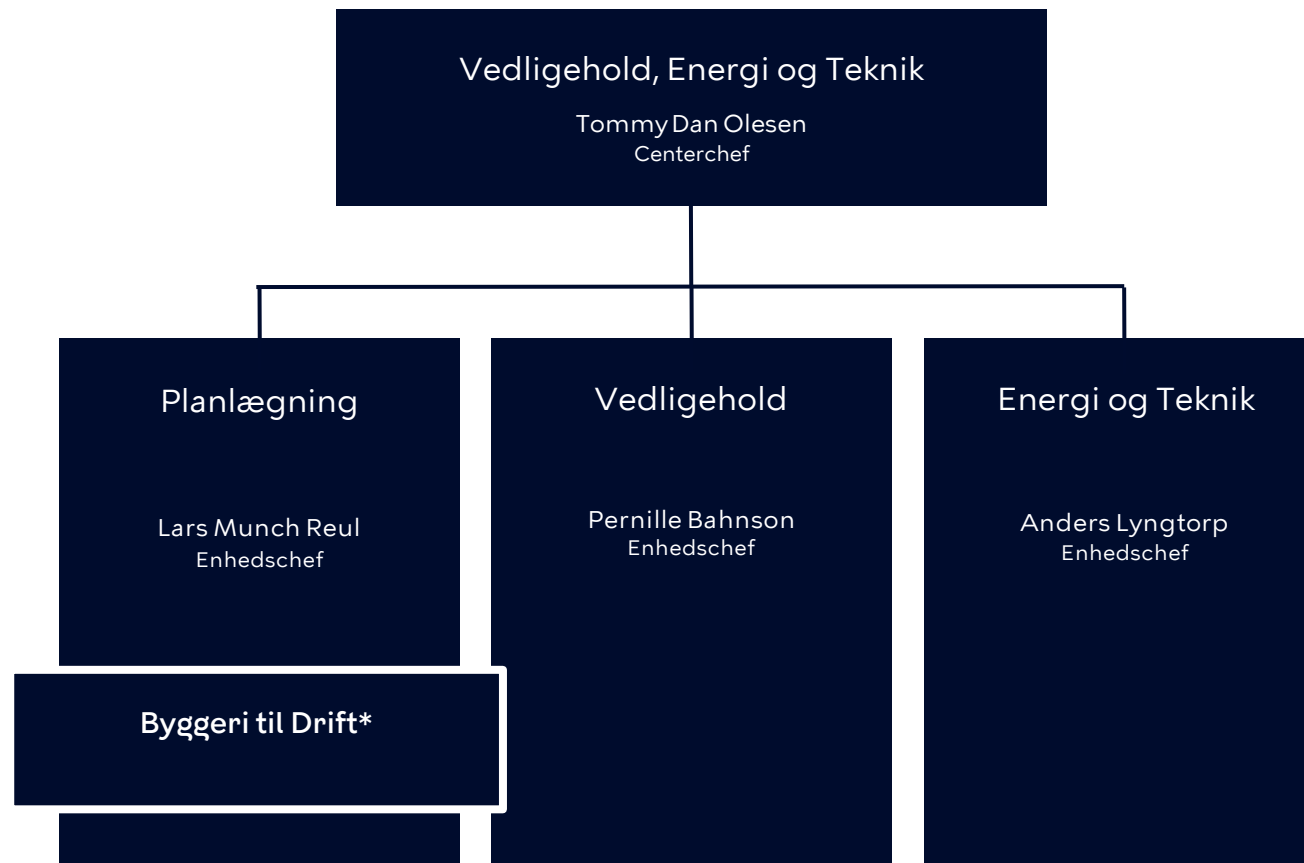 Vedligehold, Energi og Teknik
Tommy Dan Olesen
Centerchef
Planlægning
Lars Munch Reul
Enhedschef
Byggeri til Drift*
Vedligehold
Pernille Bahnson
Enhedschef
Energi og Teknik
Anders Lyngtorp
Enhedschef